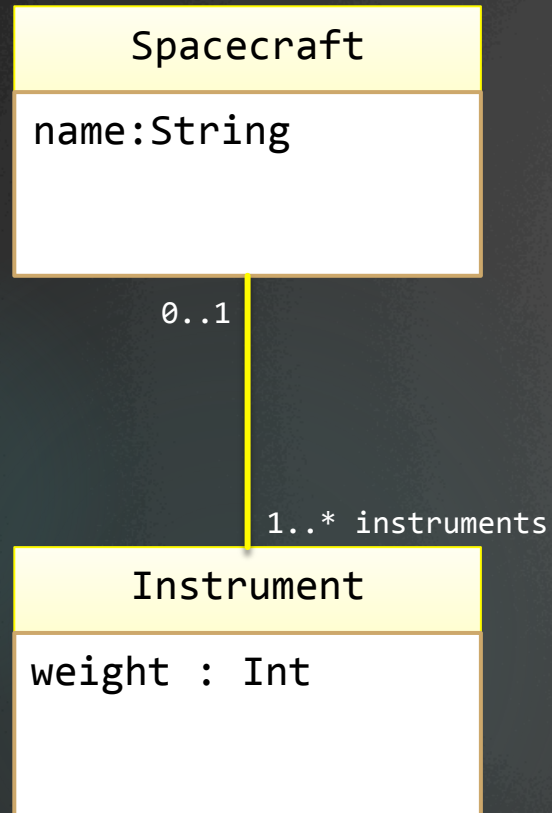 Spacecraft
name:String
0..1
1..* instruments
Instrument
weight : Int